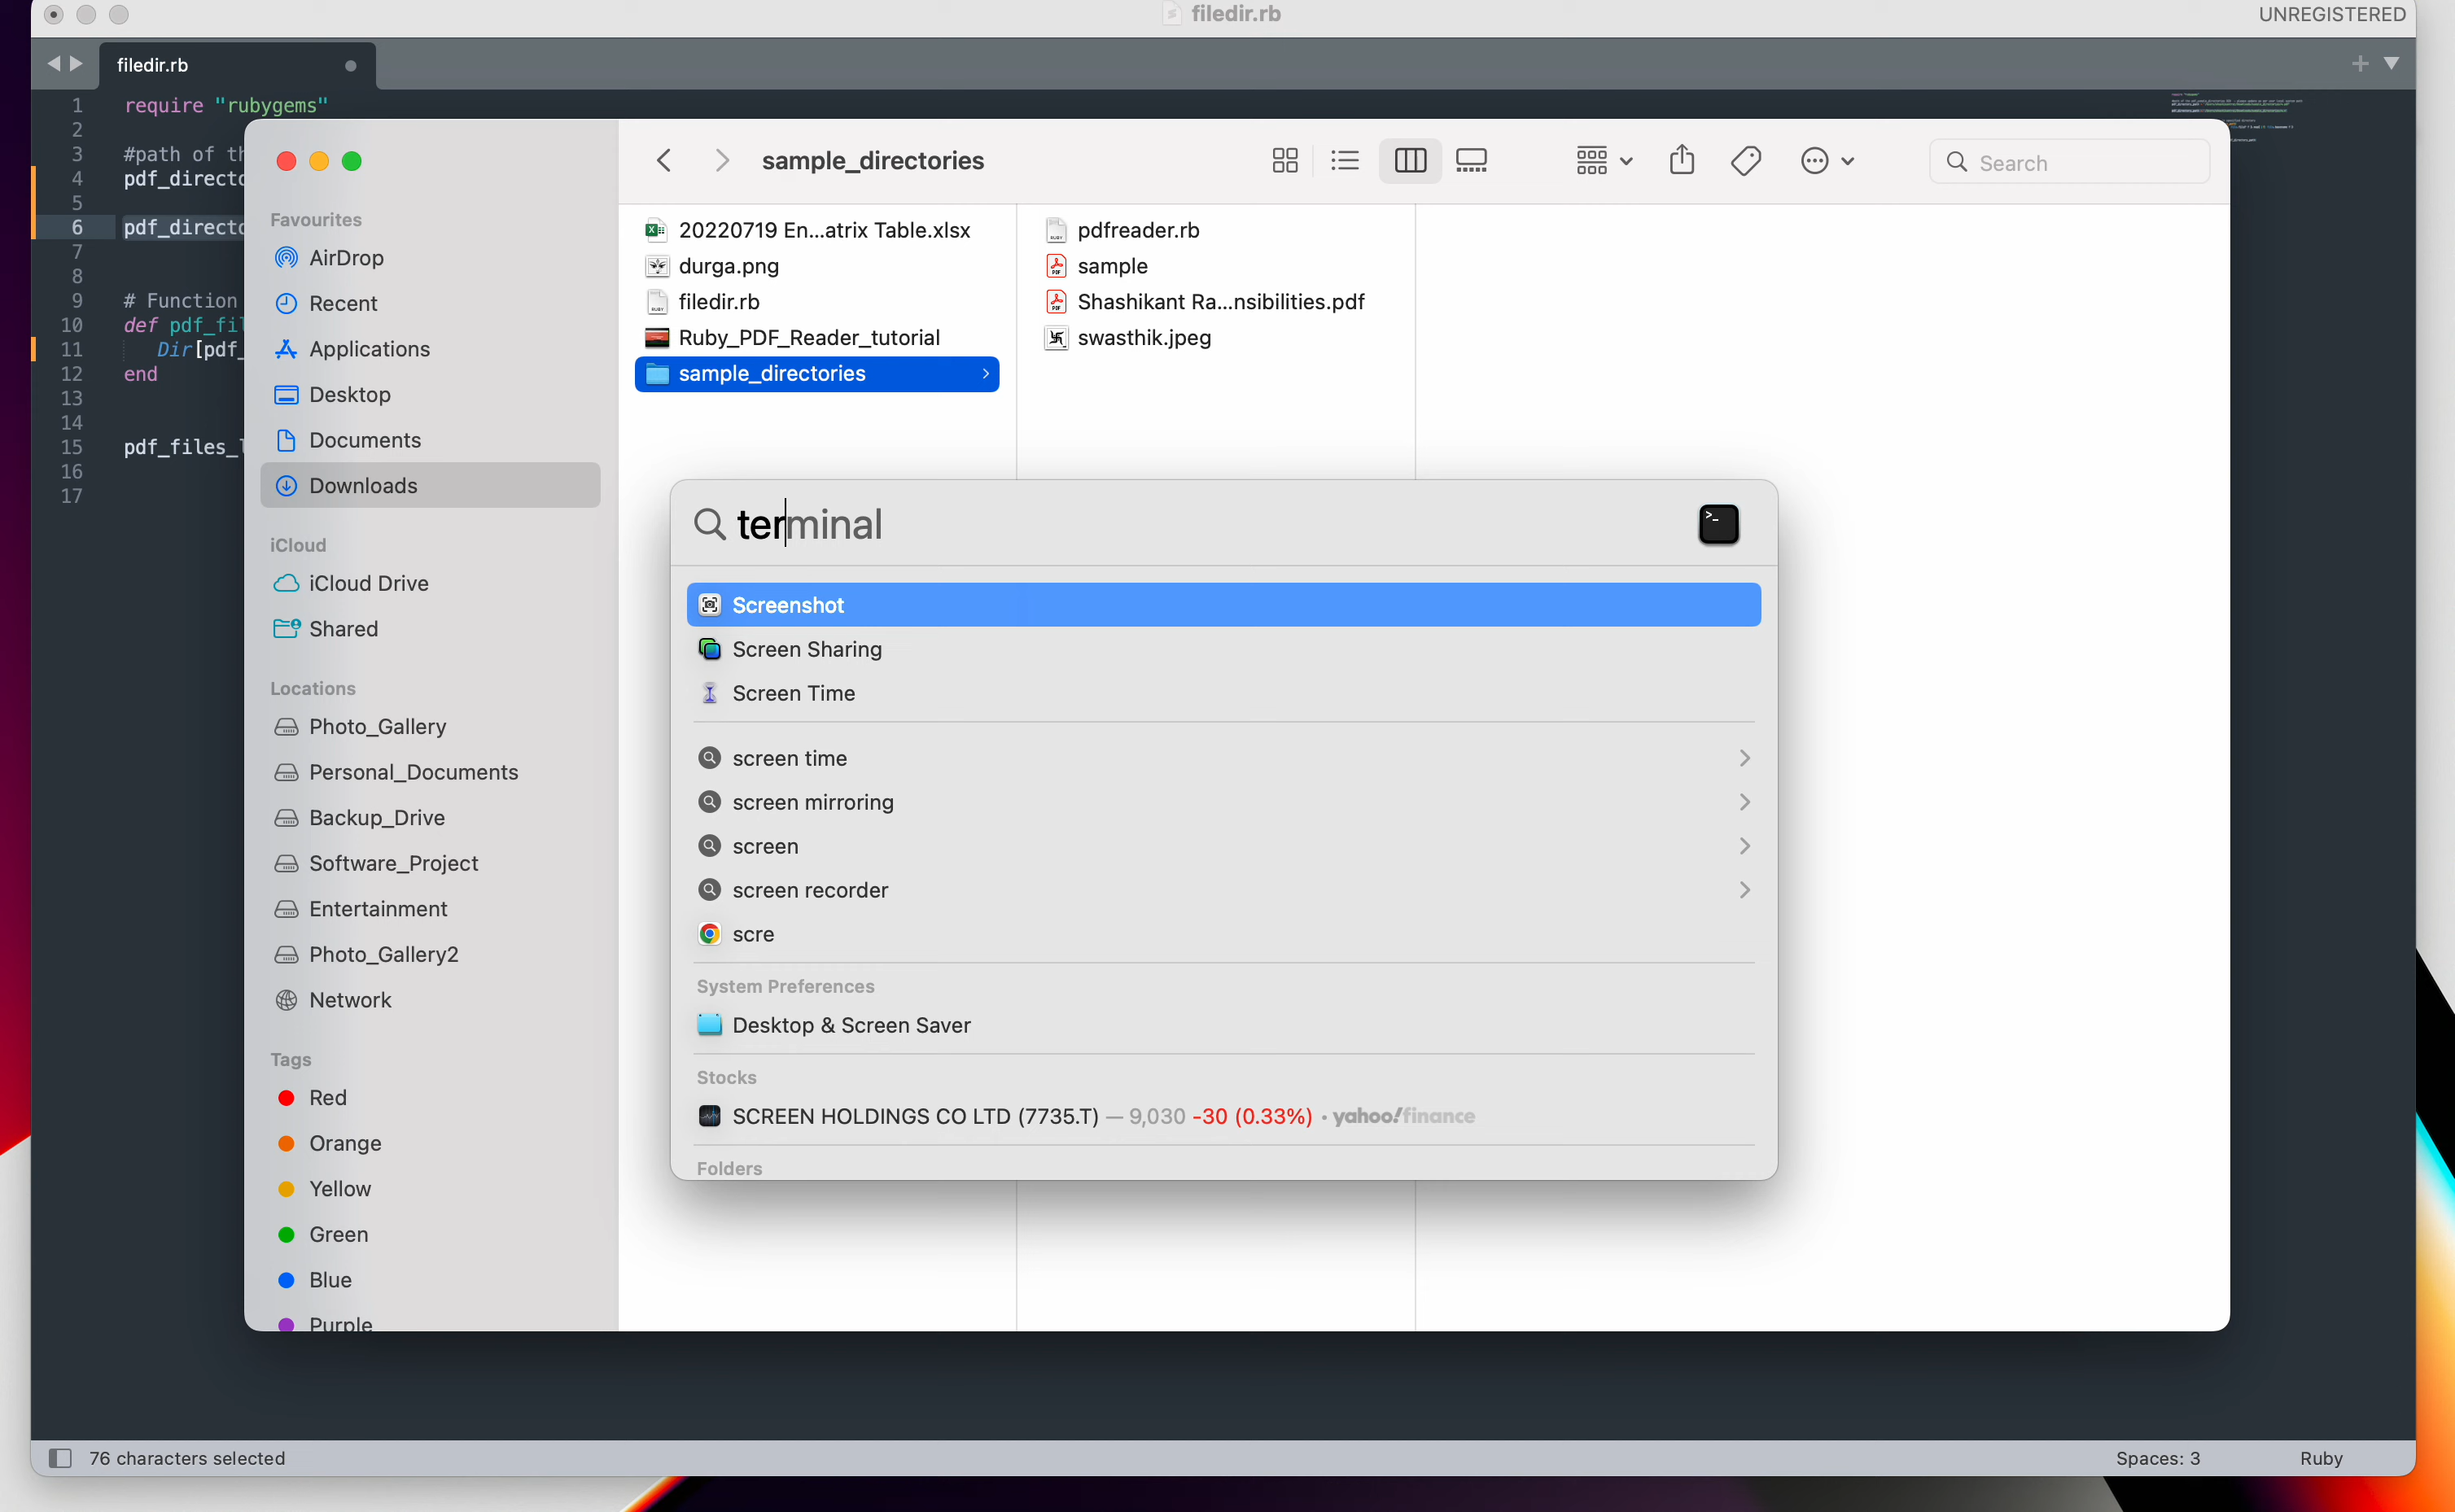 filedir.rb
UNREGISTERED
filedir.rb
1 require "rubygems"
2
3 #path of th
4 pdf_directo
5
6 pdf_directo
7
8
9 # Function
10 def pdf_fil
11 Dir[pdf_
12 end
13
14
15 pdf_files_l
16
17
sample_directories
Search
Favourites
AirDrop
Recent
Applications
Desktop
Documents
Downloads
iCloud
iCloud Drive
Shared
Locations
Photo_Gallery
Personal_Documents
Backup_Drive
Software_Project
Entertainment
Photo_Gallery2
Network
Tags
Red
Orange
Yellow
Green
Blue
Purple
20220719 En...atrix Table.xlsx
durga.png
filedir.rb
Ruby_PDF_Reader_tutorial
sample_directories
pdfreader.rb
sample
Shashikant Ra...nsibilities.pdf
swasthik.jpeg
terminal
Screenshot
Screen Sharing
Screen Time
screen time
screen mirroring
screen
screen recorder
scre
System Preferences
Desktop & Screen Saver
Stocks
SCREEN HOLDINGS CO LTD (7735.T) — 9,030 -30 (0.33%) • yahoo!finance
Folders
76 characters selected
Spaces: 3
Ruby